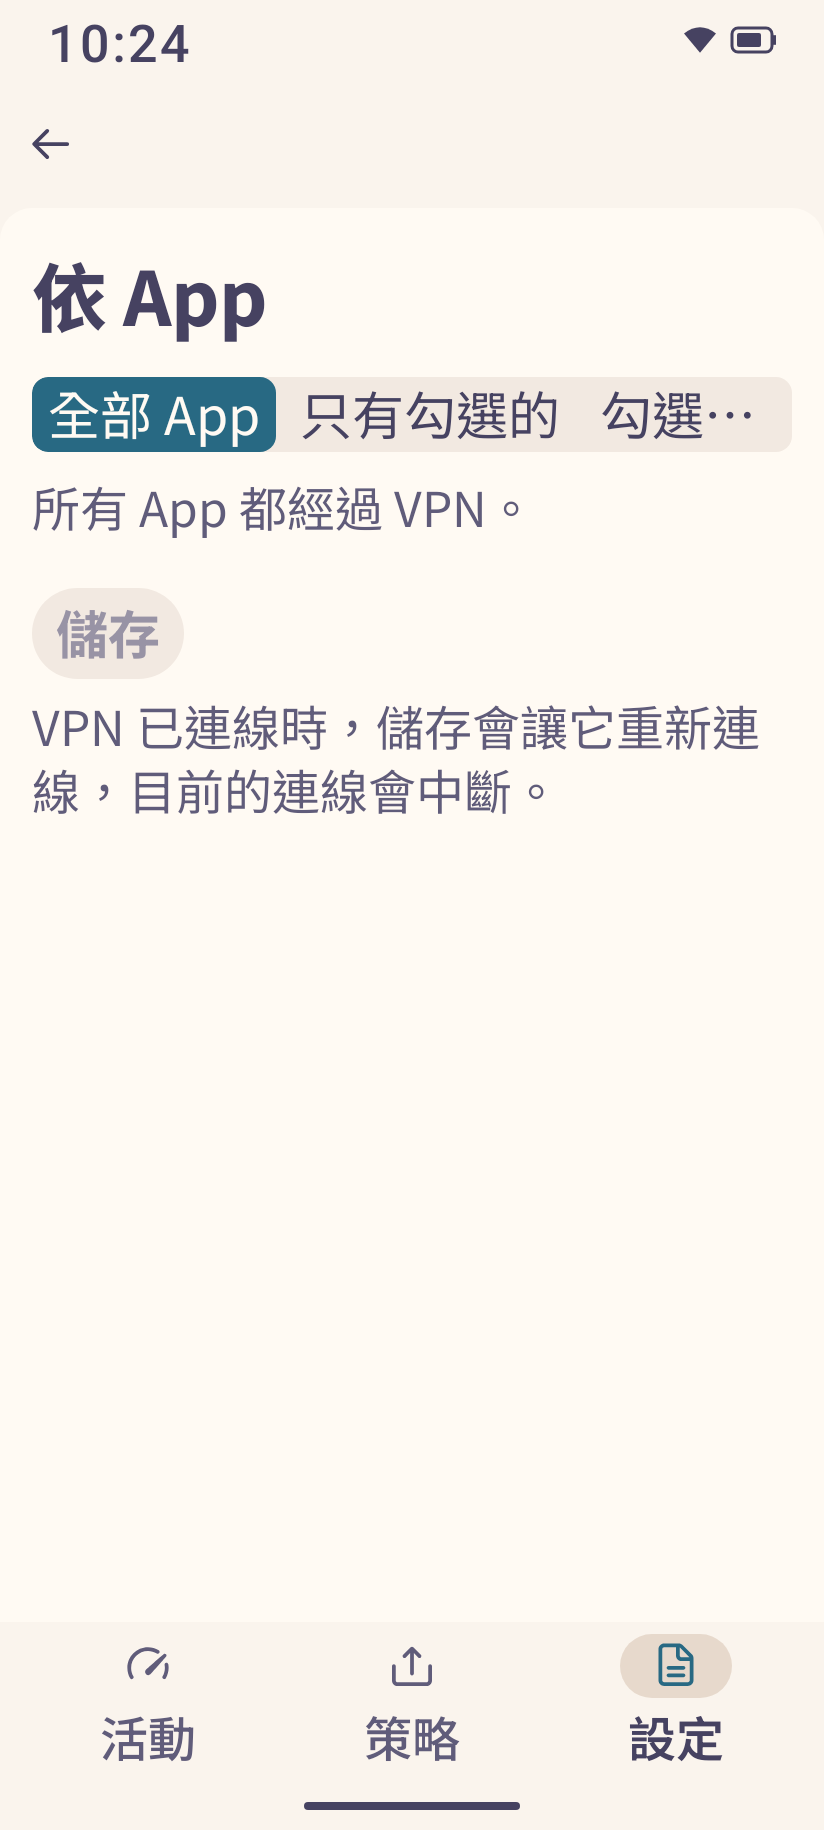 10:24
依 App
全部 App 只有勾選的 勾選…
所有 App 都經過 VPN。
儲存
VPN 已連線時，儲存會讓它重新連
線，目前的連線會中斷。
活動 策略 設定